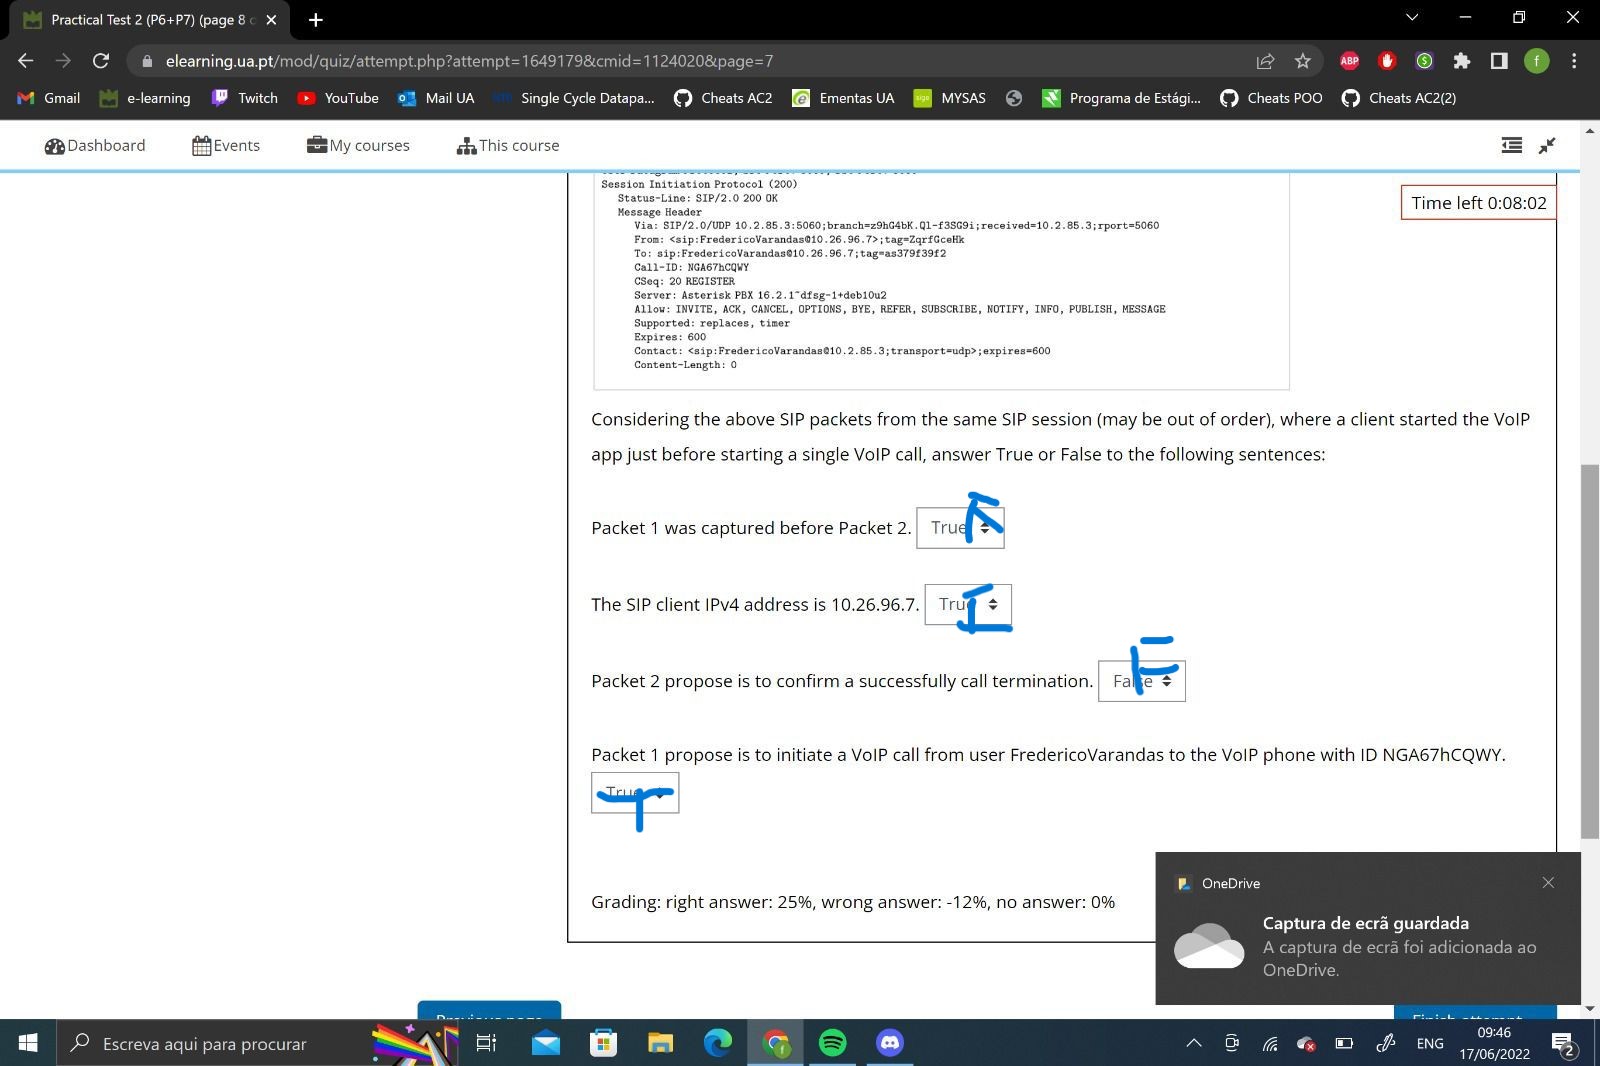 Practical Test 2 (P6+P7) (page 8 o
elearning.ua.pt/mod/quiz/attempt.php?attempt=1649179&cmid=1124020&page=7
ABP
f
Gmail
e-learning
Twitch
YouTube
Mail UA
Single Cycle Datapa...
Cheats AC2
Ementas UA
MYSAS
Programa de Estági...
Cheats POO
Cheats AC2(2)
Dashboard
Events
My courses
This course
Time left 0:08:02
Session Initiation Protocol (200)
Status-Line: SIP/2.0 200 OK
Message Header
Via: SIP/2.0/UDP 10.2.85.3:5060;branch=z9hG4bK.Ql-f3SG9i;received=10.2.85.3;rport=5060
From: <sip:FredericoVarandas@10.26.96.7>;tag=ZqrfGceHk
To: sip:FredericoVarandas@10.26.96.7;tag=as379f39f2
Call-ID: NGA67hCQWY
CSeq: 20 REGISTER
Server: Asterisk PBX 16.2.1~dfsg-1+deb10u2
Allow: INVITE, ACK, CANCEL, OPTIONS, BYE, REFER, SUBSCRIBE, NOTIFY, INFO, PUBLISH, MESSAGE
Supported: replaces, timer
Expires: 600
Contact: <sip:FredericoVarandas@10.2.85.3;transport=udp>;expires=600
Content-Length: 0
Considering the above SIP packets from the same SIP session (may be out of order), where a client started the VoIP
app just before starting a single VoIP call, answer True or False to the following sentences:
Packet 1 was captured before Packet 2. True
The SIP client IPv4 address is 10.26.96.7. True
Packet 2 propose is to confirm a successfully call termination. False F
Packet 1 propose is to initiate a VoIP call from user FredericoVarandas to the VoIP phone with ID NGA67hCQWY.
True T
Grading: right answer: 25%, wrong answer: -12%, no answer: 0%
OneDrive
Captura de ecrã guardada
A captura de ecrã foi adicionada ao
OneDrive.
Previous page
Finish attempt
Escreva aqui para procurar
ENG
09:46
17/06/2022
2